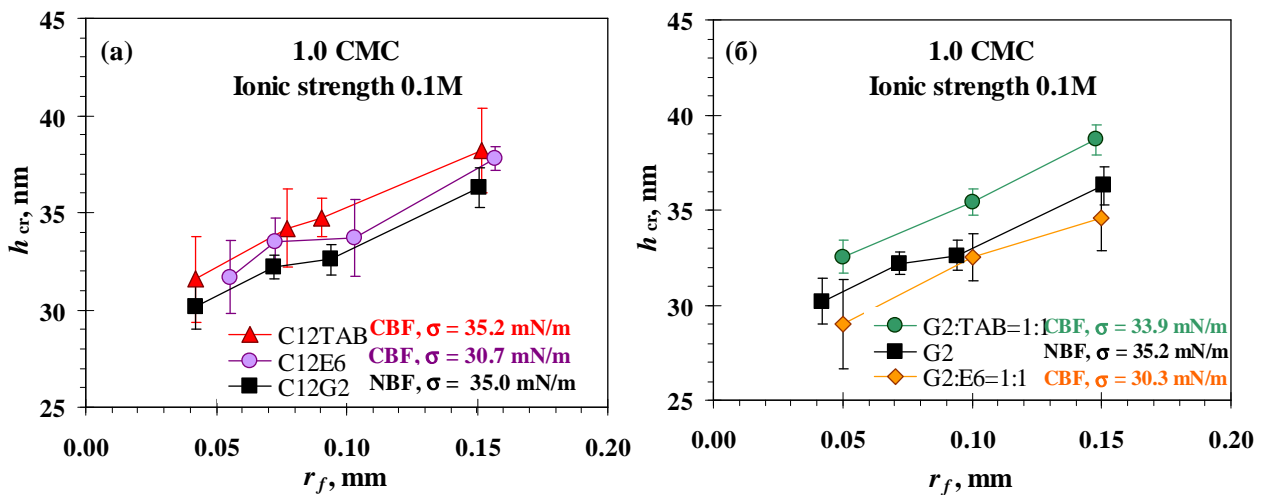 (а)
1.0 CMC
Ionic strength 0.1M
45
40
35
30
25
h cr, nm
C12TAB CBF, σ = 35.2 mN/m
C12E6 CBF, σ = 30.7 mN/m
C12G2 NBF, σ = 35.0 mN/m
0.00 0.05 0.10 0.15 0.20
r f, mm
(б)
1.0 CMC
Ionic strength 0.1M
45
40
35
30
25
h cr, nm
G2:TAB=1:1 CBF, σ = 33.9 mN/m
G2 NBF, σ = 35.2 mN/m
G2:E6=1:1 CBF, σ = 30.3 mN/m
0.00 0.05 0.10 0.15 0.20
r f, mm